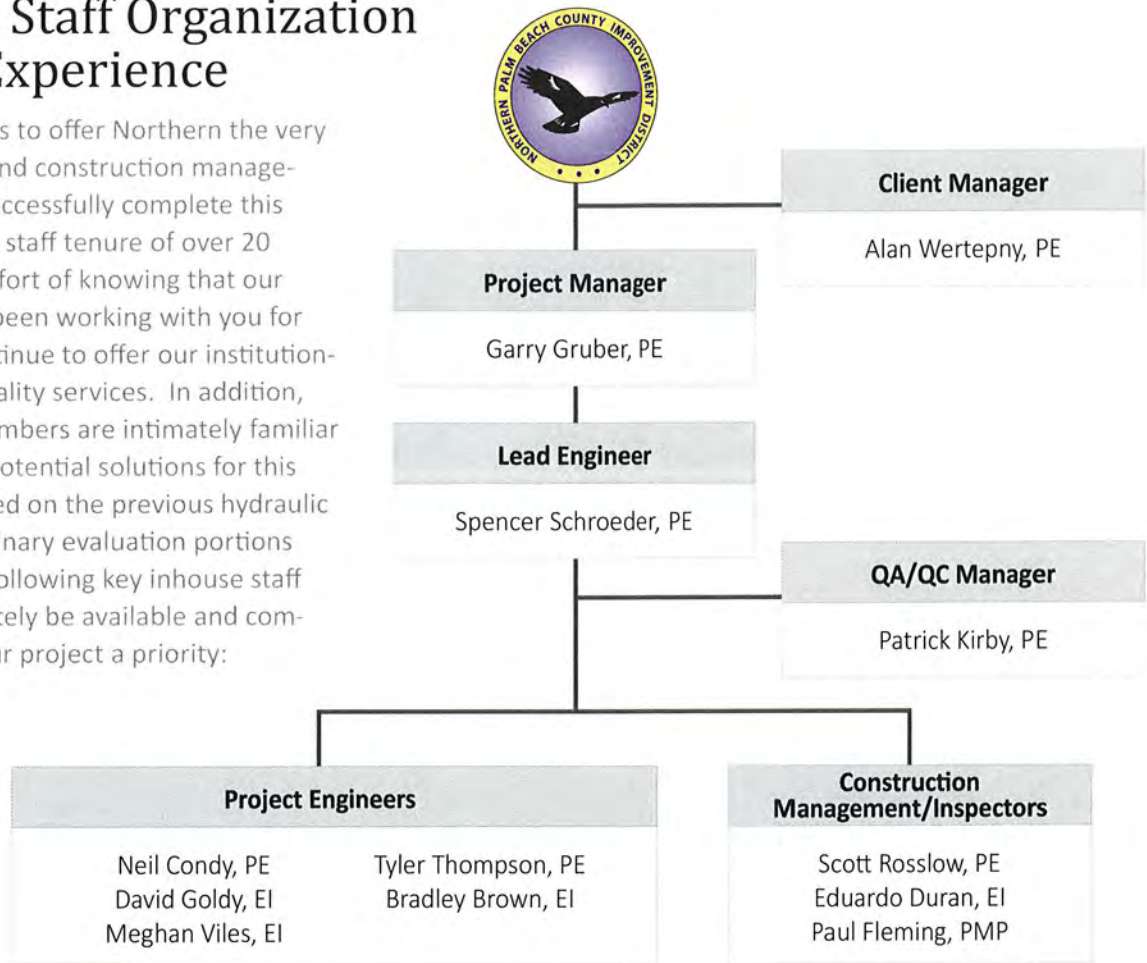 Staff Organization
Experience
s to offer Northern the very
nd construction manage-
uccessfully complete this
staff tenure of over 20
fort of knowing that our
been working with you for
tinue to offer our institution-
ality services. In addition,
mbers are intimately familiar
potential solutions for this
ed on the previous hydraulic
inary evaluation portions
ollowing key inhouse staff
tely be available and com-
ur project a priority:
NORTHERN PALM BEACH COUNTY IMPROVEMENT DISTRICT
Client Manager
Alan Wertepny, PE
Project Manager
Garry Gruber, PE
Lead Engineer
Spencer Schroeder, PE
QA/QC Manager
Patrick Kirby, PE
Project Engineers
Neil Condy, PE
David Goldy, EI
Meghan Viles, EI
Tyler Thompson, PE
Bradley Brown, EI
Construction
Management/Inspectors
Scott Rosslow, PE
Eduardo Duran, EI
Paul Fleming, PMP